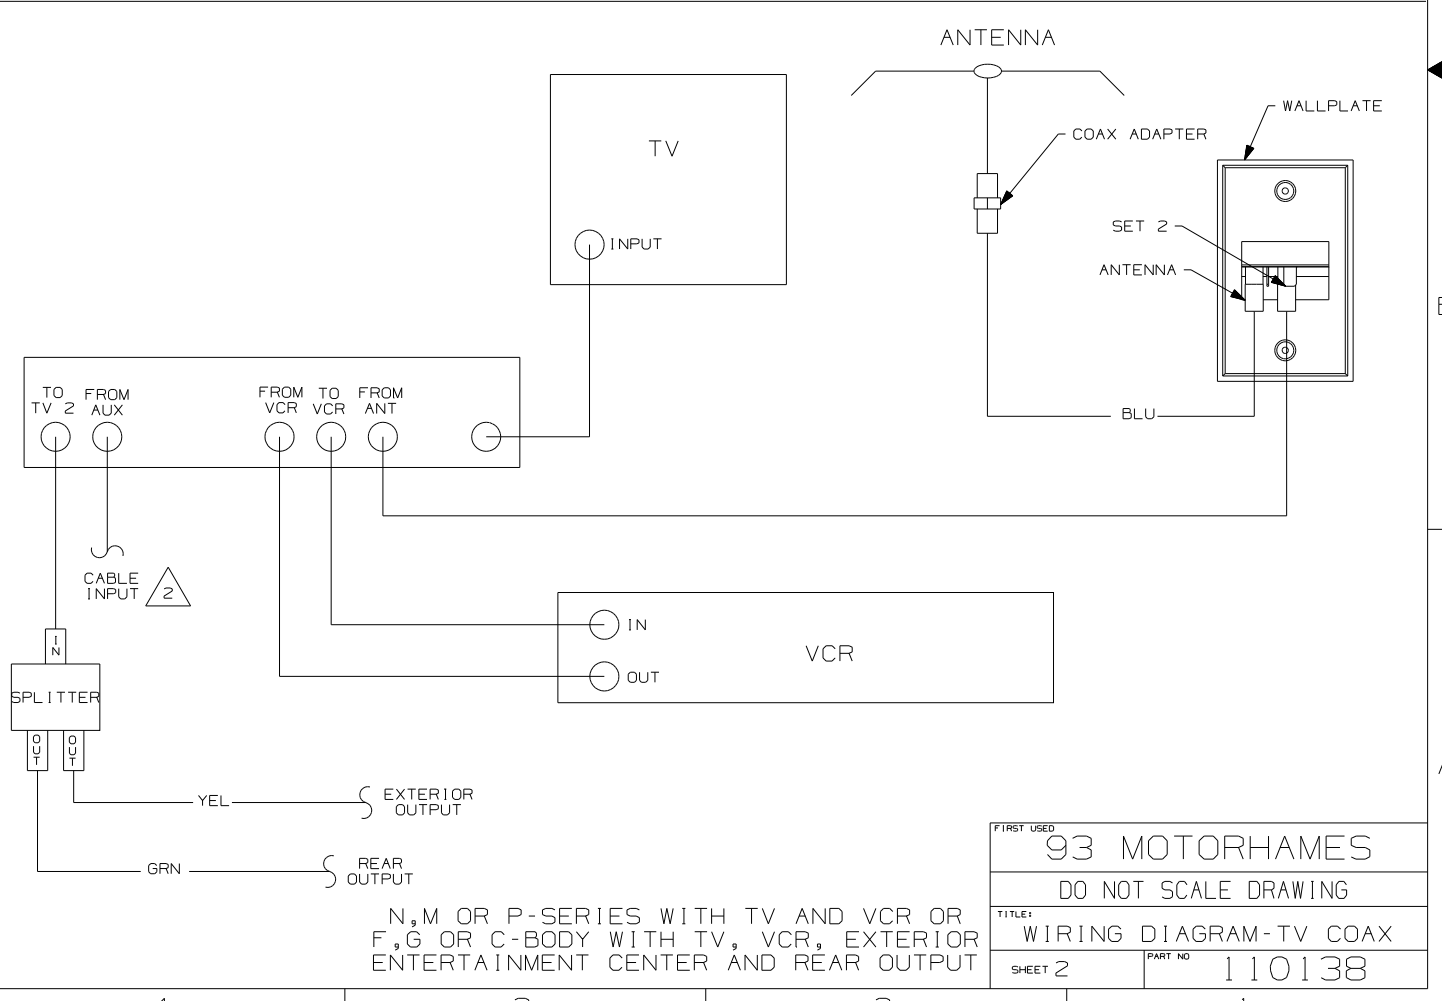 ANTENNA
WALLPLATE
COAX ADAPTER
TV
INPUT
SET 2
ANTENNA
TO
TV 2
FROM
AUX
FROM
VCR
TO
VCR
FROM
ANT
BLU
CABLE
INPUT
2
IN
OUT
VCR
IN
SPLITTER
OUT
OUT
YEL
EXTERIOR
OUTPUT
GRN
REAR
OUTPUT
N,M OR P-SERIES WITH TV AND VCR OR
F,G OR C-BODY WITH TV, VCR, EXTERIOR
ENTERTAINMENT CENTER AND REAR OUTPUT
FIRST USED
93 MOTORHAMES
DO NOT SCALE DRAWING
TITLE:
WIRING DIAGRAM-TV COAX
SHEET 2
PART NO
110138